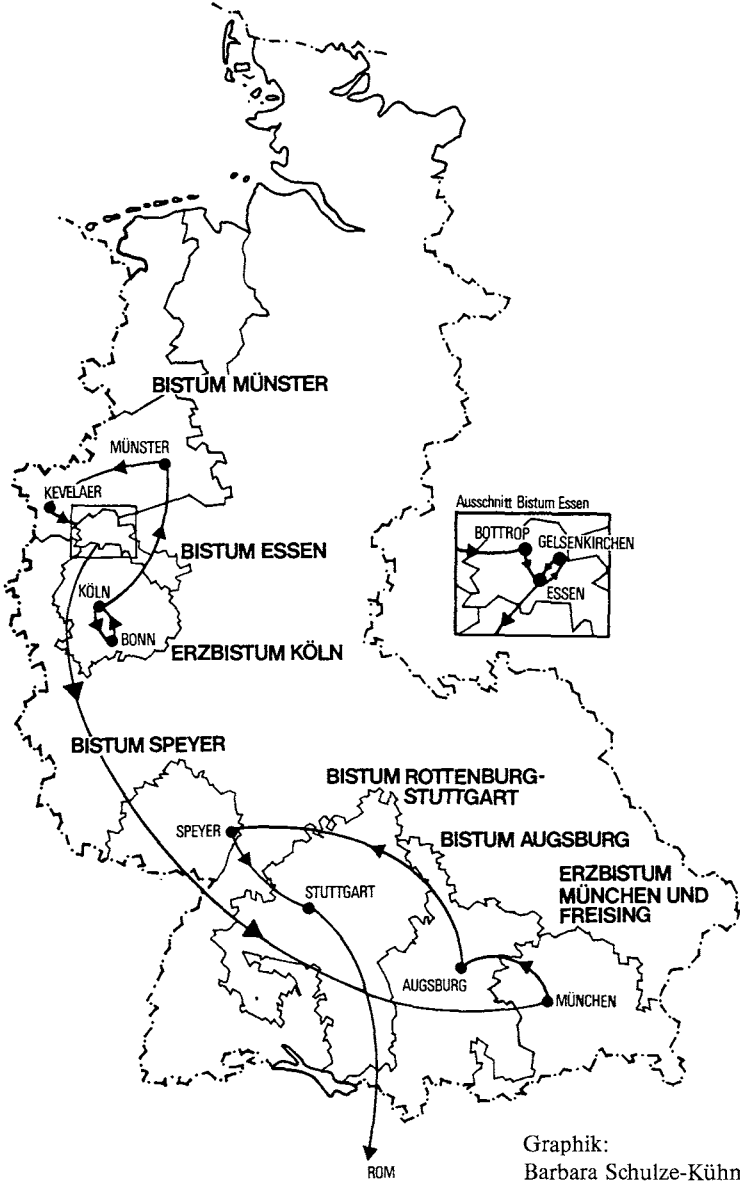 BISTUM MÜNSTER
MÜNSTER
KEVELAER
Ausschnitt Bistum Essen
BOTTROP
GELSENKIRCHEN
ESSEN
BISTUM ESSEN
KÖLN
BONN
ERZBISTUM KÖLN
BISTUM SPEYER
BISTUM ROTTENBURG-
STUTTGART
SPEYER
BISTUM AUGSBURG
ERZBISTUM
MÜNCHEN UND
FREISING
STUTTGART
AUGSBURG
MÜNCHEN
ROM
Graphik:
Barbara Schulze-Kühn